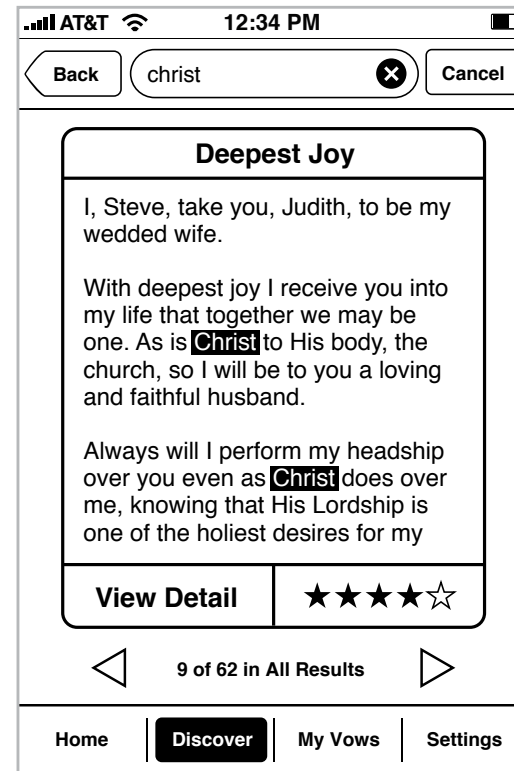 AT&T 12:34 PM
Back christ Cancel
Deepest Joy
I, Steve, take you, Judith, to be my
wedded wife.
With deepest joy I receive you into
my life that together we may be
one. As is Christ to His body, the
church, so I will be to you a loving
and faithful husband.
Always will I perform my headship
over you even as Christ does over
me, knowing that His Lordship is
one of the holiest desires for my
View Detail
9 of 62 in All Results
Home Discover My Vows Settings